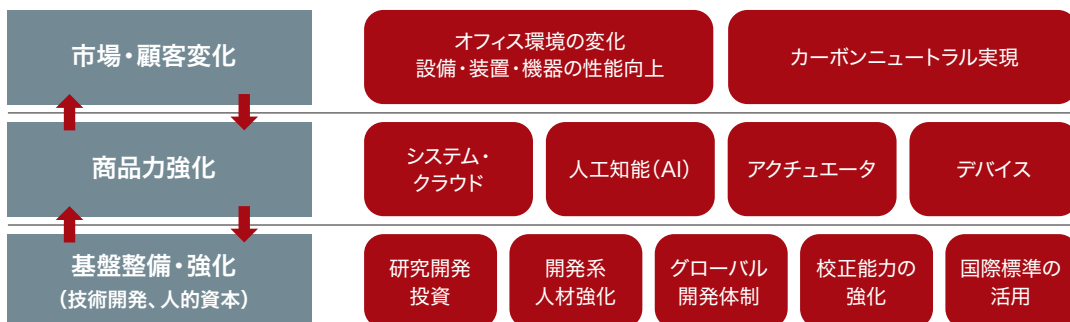 市場・顧客変化
オフィス環境の変化
設備・装置・機器の性能向上
カーボンニュートラル実現
商品力強化
システム・
クラウド
人工知能(AI)
アクチュエータ
デバイス
基盤整備・強化
(技術開発、人的資本)
研究開発
投資
開発系
人材強化
グローバル
開発体制
校正能力の
強化
国際標準の
活用